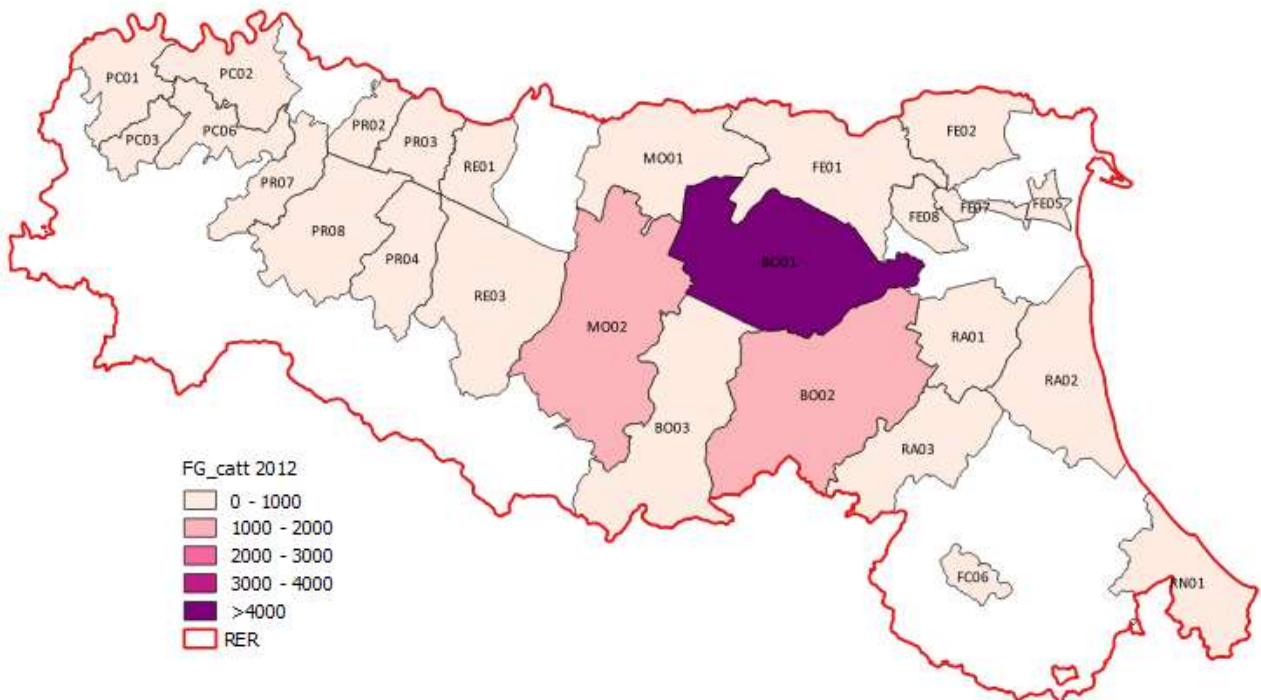 PC01
PC02
PC03
PC06
PR02
PR03
RE01
MO01
FE01
FE02
PR07
FE08
FE07
FE05
PR08
PR04
RE03
BO01
MO02
RA01
RA02
BO02
BO03
RA03
FC06
RN01
FG_catt 2012
0 - 1000
1000 - 2000
2000 - 3000
3000 - 4000
>4000
RER